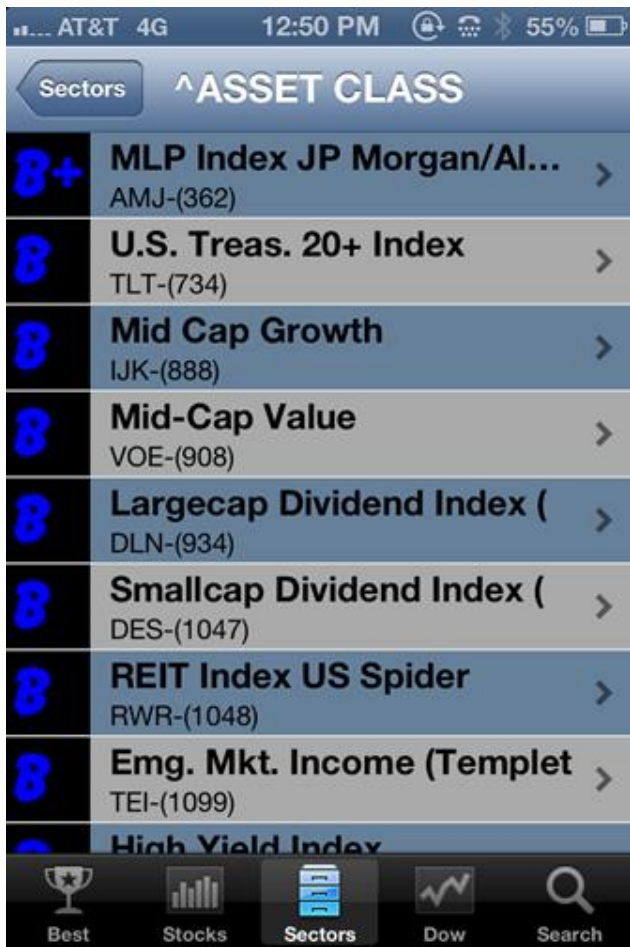 AT&T 4G 12:50 PM 55%
Sectors ^ASSET CLASS
B+ MLP Index JP Morgan/Al...
AMJ-(362)
B U.S. Treas. 20+ Index
TLT-(734)
B Mid Cap Growth
IJK-(888)
B Mid-Cap Value
VOE-(908)
B Largecap Dividend Index (
DLN-(934)
B Smallcap Dividend Index (
DES-(1047)
B REIT Index US Spider
RWR-(1048)
B Emg. Mkt. Income (Templet
TEI-(1099)
B High Yield Index
Best Stocks Sectors Dow Search